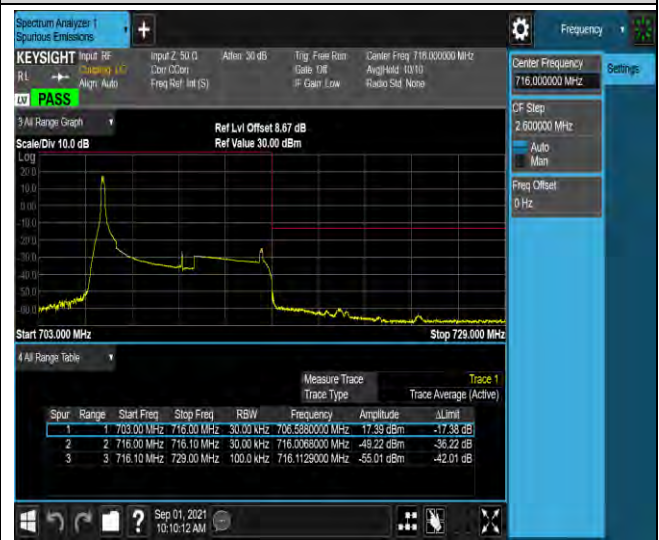 Spectrum Analyzer 1
Spurious Emissions
Frequency
KEYSIGHT Input: RF Input Z: 50 Ω Atten: 30 dB Trig: Free Run Center Freq: 716.000000 MHz
RL Coupling: DC Corr CCorr Gate: Off Avg|Hold: 10/10
Align: Auto Freq Ref: Int (S) IF Gain: Low Radio Std: None
PASS
Settings
Center Frequency
716.000000 MHz
CF Step
2.600000 MHz
Auto
Man
Freq Offset
0 Hz
3 All Range Graph
Ref Lvl Offset 8.67 dB
Scale/Div 10.0 dB Ref Value 30.00 dBm
Log
20.0
10.0
0.00
-10.0
-20.0
-30.0
-40.0
-50.0
-60.0
Start 703.000 MHz Stop 729.000 MHz
4 All Range Table
Measure Trace Trace 1
Trace Type Trace Average (Active)
Spur Range Start Freq Stop Freq RBW Frequency Amplitude ΔLimit
1 1 703.00 MHz 716.00 MHz 30.00 kHz 706.5880000 MHz 17.39 dBm -17.38 dB
2 2 716.00 MHz 716.10 MHz 30.00 kHz 716.0068000 MHz -49.22 dBm -36.22 dB
3 3 716.10 MHz 729.00 MHz 100.0 kHz 716.1129000 MHz -55.01 dBm -42.01 dB
?
Sep 01, 2021
10:10:12 AM